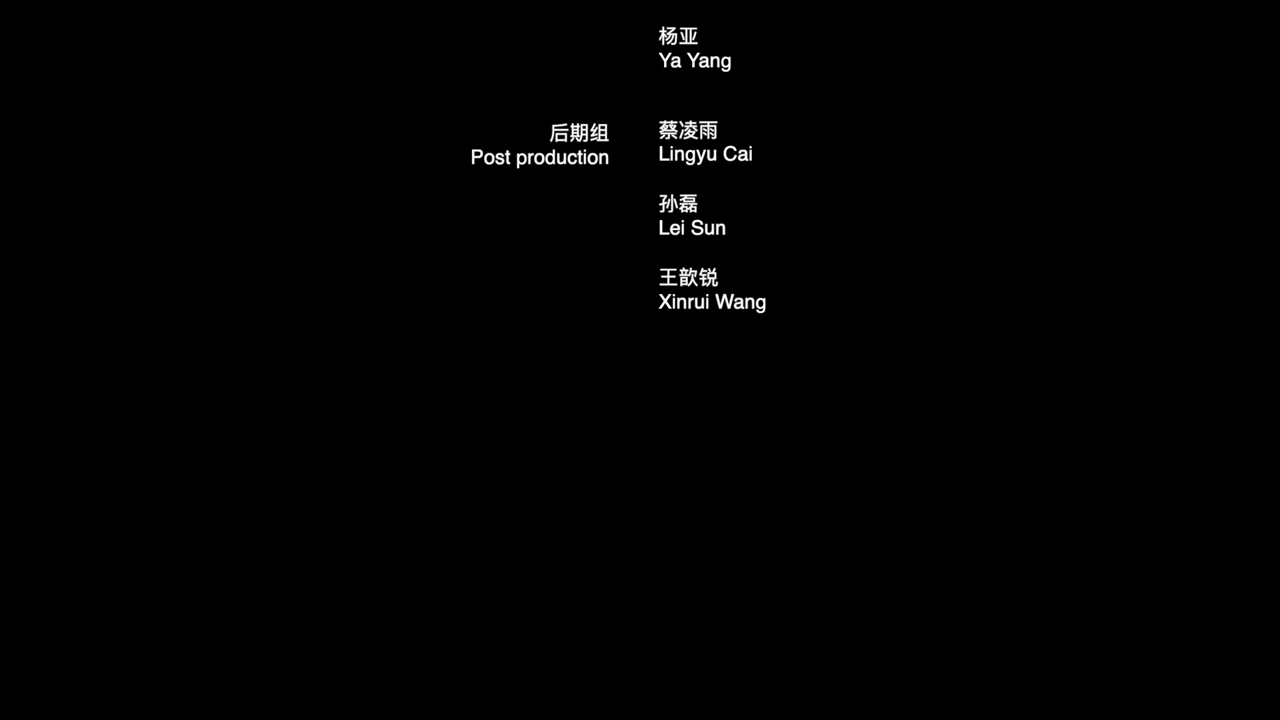 杨亚
Ya Yang
后期组
Post production
蔡凌雨
Lingyu Cai
孙磊
Lei Sun
王歆锐
Xinrui Wang